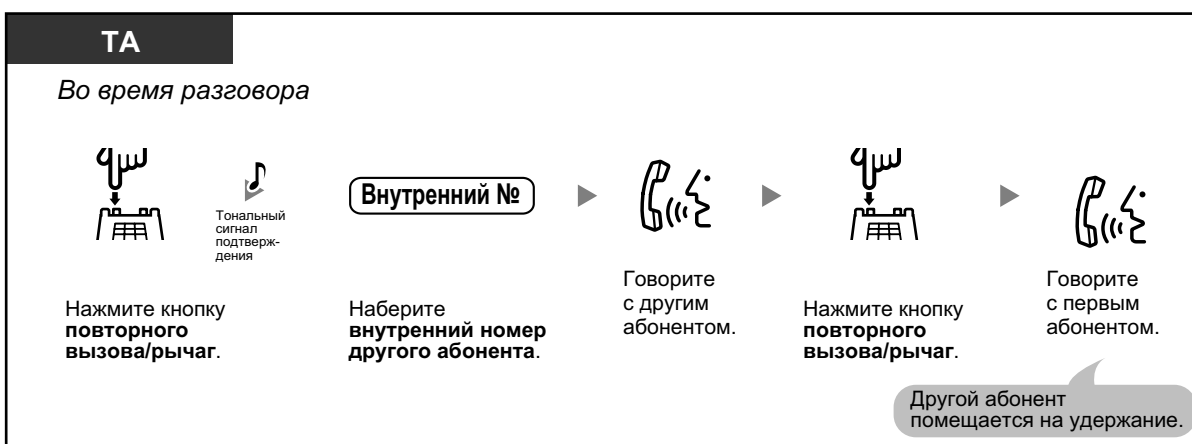 ТА
Во время разговора
Тональный
сигнал
подтверж-
дения
Внутренний №
Нажмите кнопку
повторного
вызова/рычаг.
Наберите
внутренний номер
другого абонента.
Говорите
с другим
абонентом.
Нажмите кнопку
повторного
вызова/рычаг.
Говорите
с первым
абонентом.
Другой абонент
помещается на удержание.